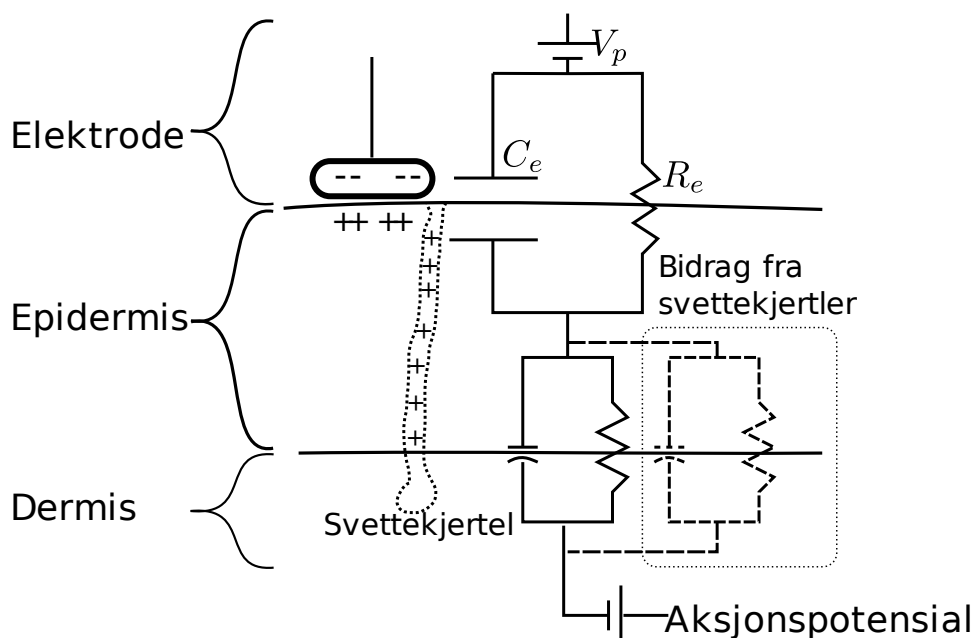 V_p
Elektrode
C_e
R_e
-- --
++ ++
+
+
+
Bidrag fra
svettekjertler
Epidermis
+
+
+
+
Dermis
Svettekjertel
Aksjonspotensial